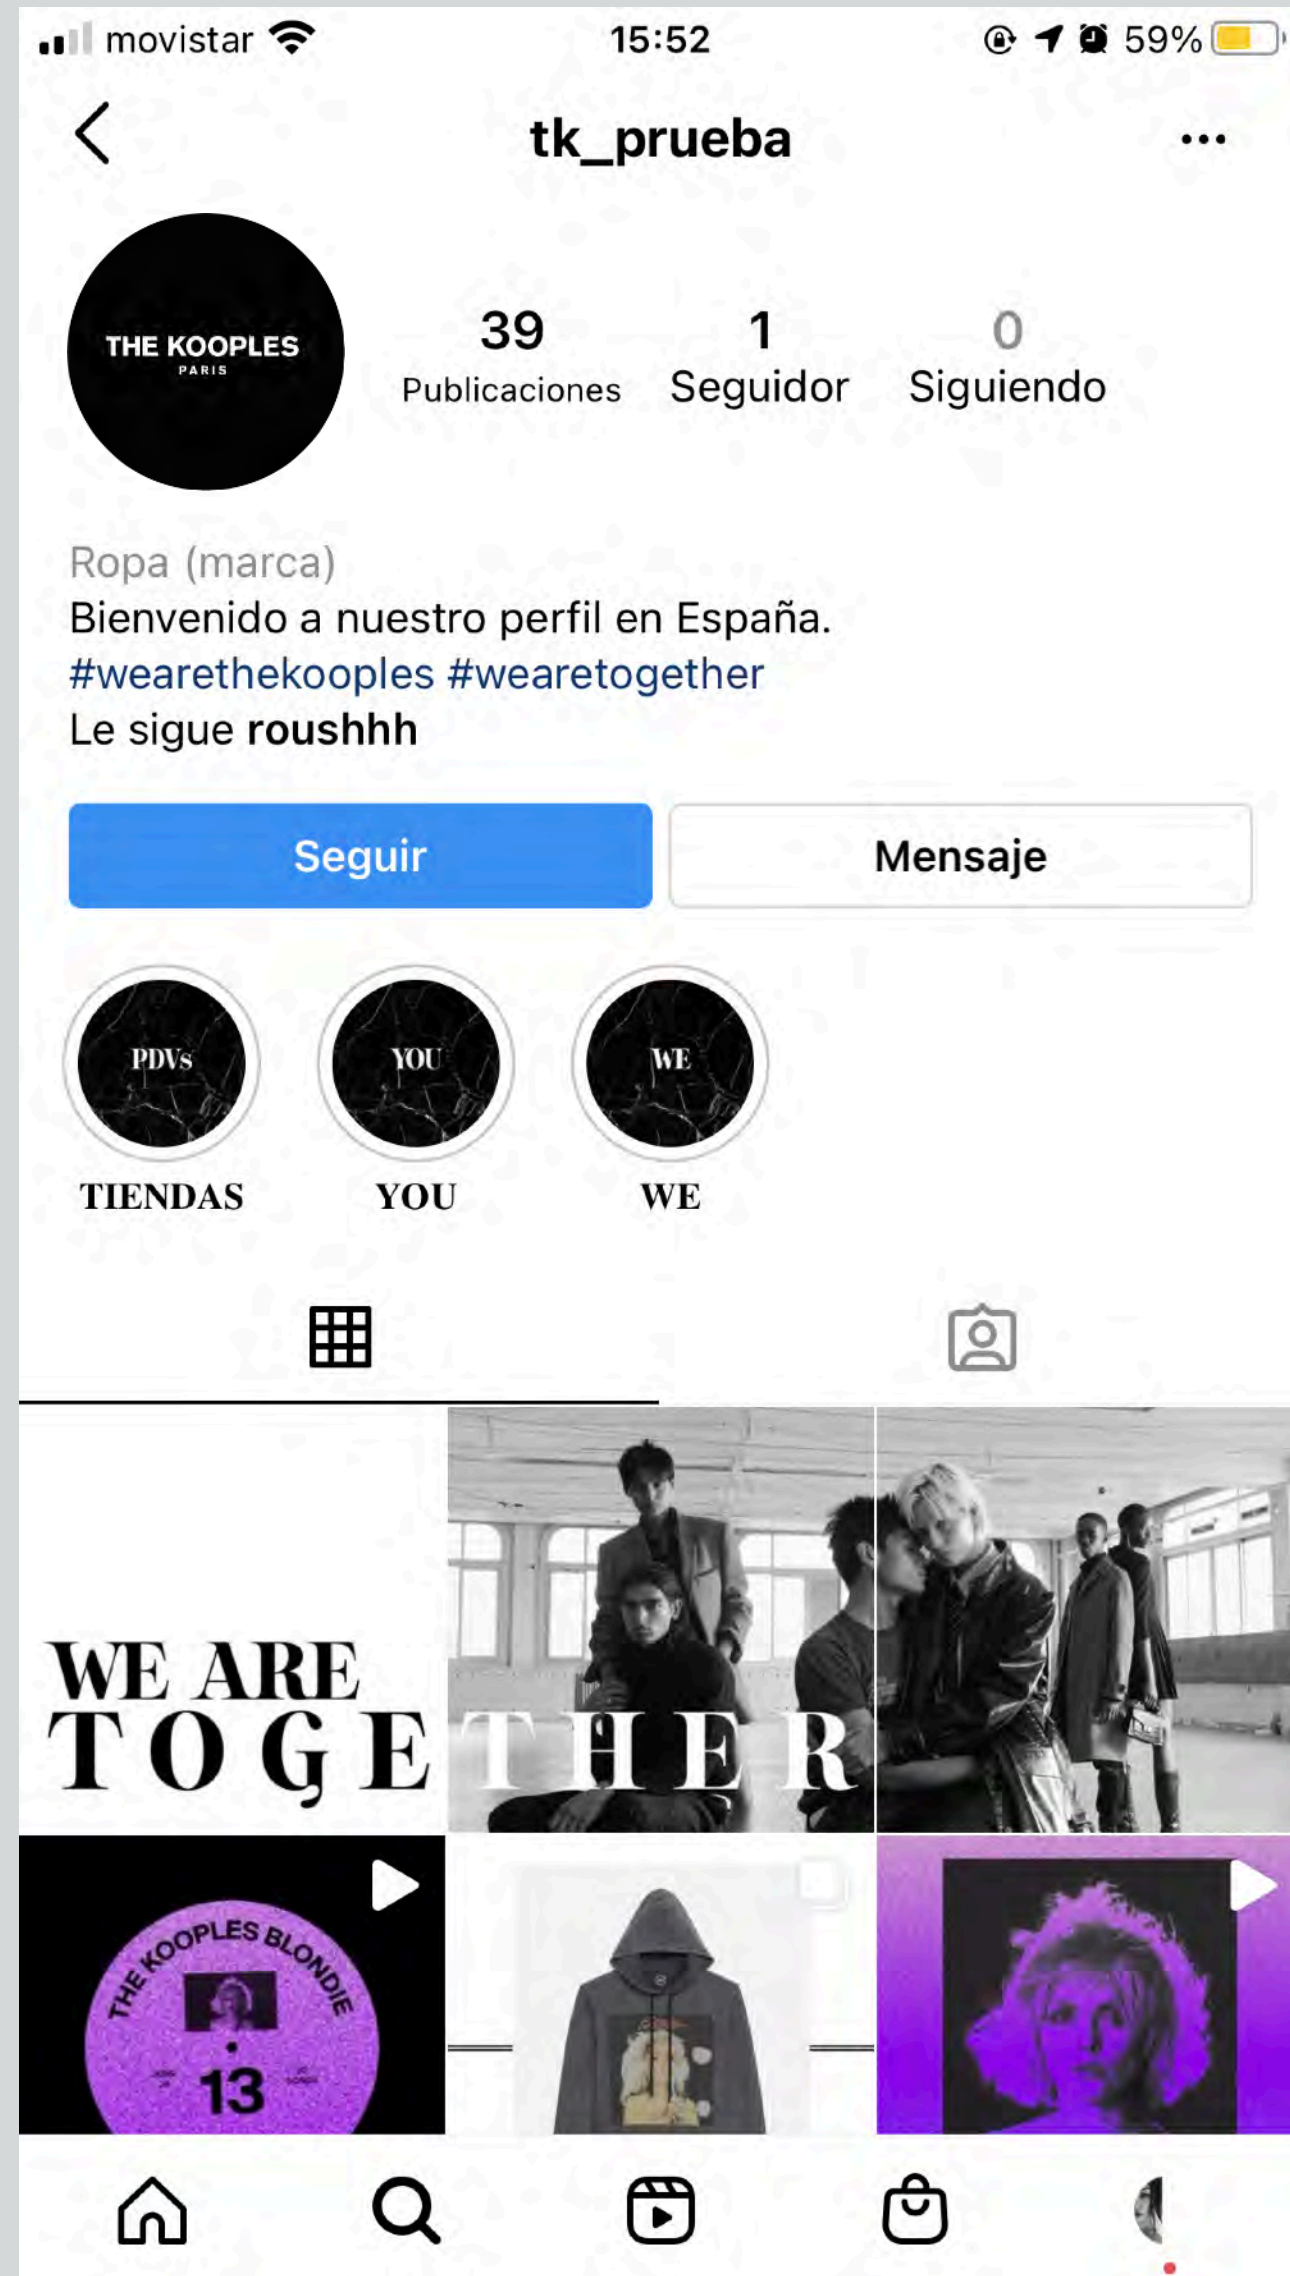 movistar 15:52 59%
tk_prueba
THE KOOPLES
PARIS
39 1 0
Publicaciones Seguidor Siguiendo
Ropa (marca)
Bienvenido a nuestro perfil en España.
#wearethekooples #wearetogether
Le sigue roushhh
Seguir Mensaje
PDVs YOU WE
TIENDAS YOU WE
WE ARE
TOGETHER
THE KOOPLES BLONDIE
13